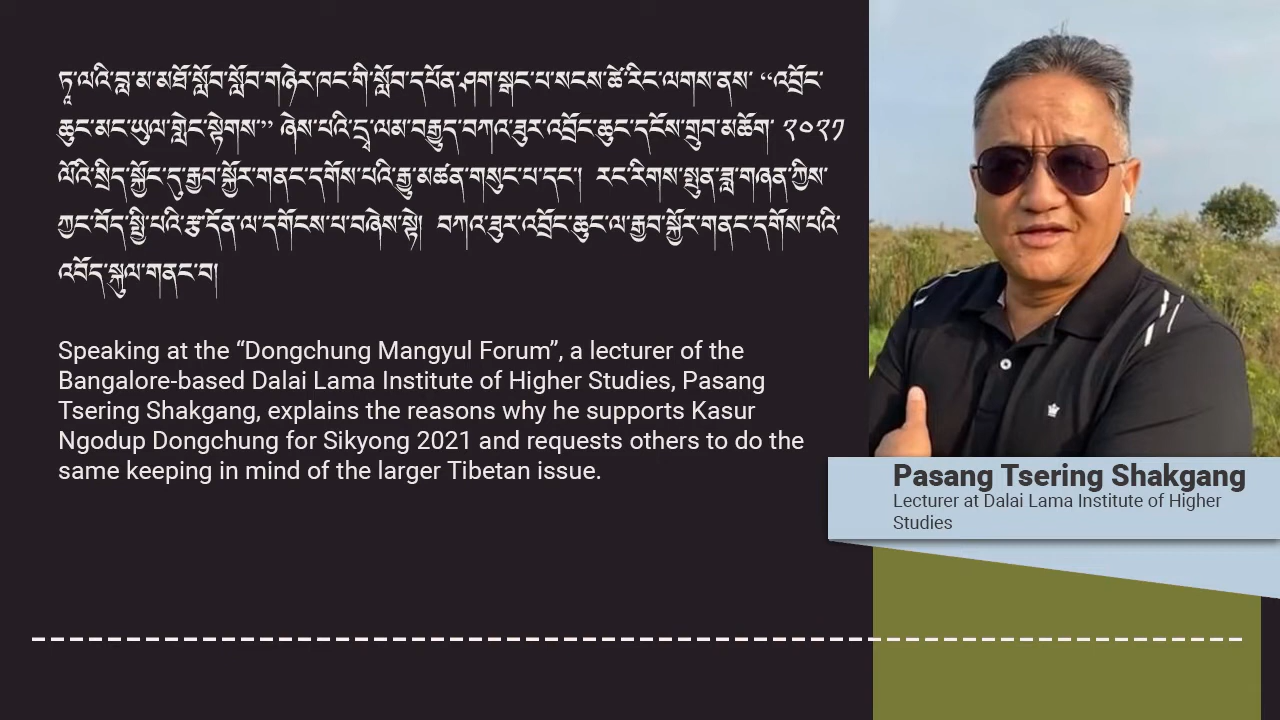 ཏཱ་ལའི་བླ་མ་མཐོ་སློབ་སློབ་གཉེར་ཁང་གི་སློབ་དཔོན་ཤག་སྒང་པ་སངས་ཚེ་རིང་ལགས་ནས་ “འབྲོང་
ཆུང་མང་ཡུལ་གླེང་སྟེགས་” ཞེས་པའི་དྲྭ་ལམ་བརྒྱུད་བཀའ་ཟུར་འབྲོང་ཆུང་དངོས་གྲུབ་མཆོག་ ༢༠༢༡
ལོའི་སྲིད་སྐྱོང་དུ་རྒྱབ་སྐྱོར་གནང་དགོས་པའི་རྒྱུ་མཚན་གསུང་པ་དང་།  རང་རིགས་སྤུན་ཟླ་གཞན་ཀྱིས་
ཀྱང་བོད་སྤྱི་པའི་རྩ་དོན་ལ་དགོངས་པ་བཞེས་སྟེ།  བཀའ་ཟུར་འབྲོང་ཆུང་ལ་རྒྱབ་སྐྱོར་གནང་དགོས་པའི་
འབོད་སྐུལ་གནང་བ།
Speaking at the “Dongchung Mangyul Forum”, a lecturer of the
Bangalore-based Dalai Lama Institute of Higher Studies, Pasang
Tsering Shakgang, explains the reasons why he supports Kasur
Ngodup Dongchung for Sikyong 2021 and requests others to do the
same keeping in mind of the larger Tibetan issue.
Pasang Tsering Shakgang
Lecturer at Dalai Lama Institute of Higher
Studies